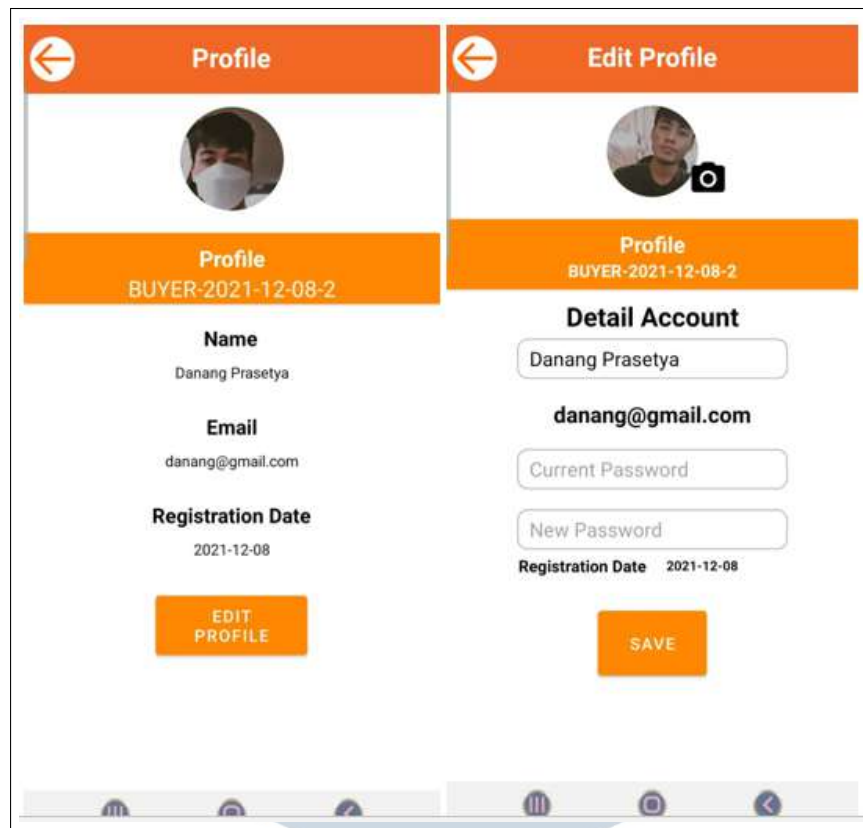 Profile
Profile
BUYER-2021-12-08-2
Name
Danang Prasetya
Email
danang@gmail.com
Registration Date
2021-12-08
EDIT
PROFILE
Edit Profile
Profile
BUYER-2021-12-08-2
Detail Account
Danang Prasetya
danang@gmail.com
Current Password
New Password
Registration Date 2021-12-08
SAVE